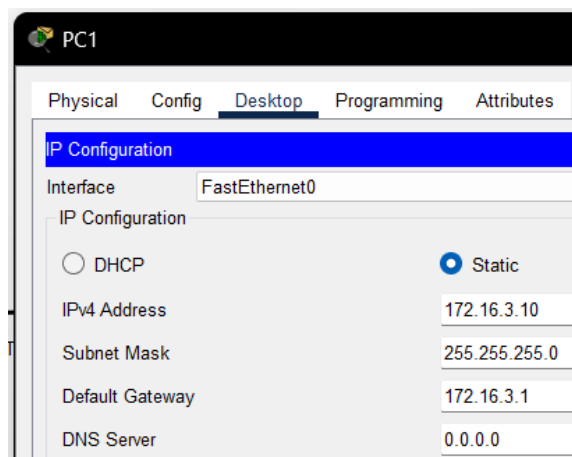 PC1
Physical Config Desktop Programming Attributes
IP Configuration
Interface FastEthernet0
IP Configuration
DHCP Static
IPv4 Address 172.16.3.10
Subnet Mask 255.255.255.0
Default Gateway 172.16.3.1
DNS Server 0.0.0.0